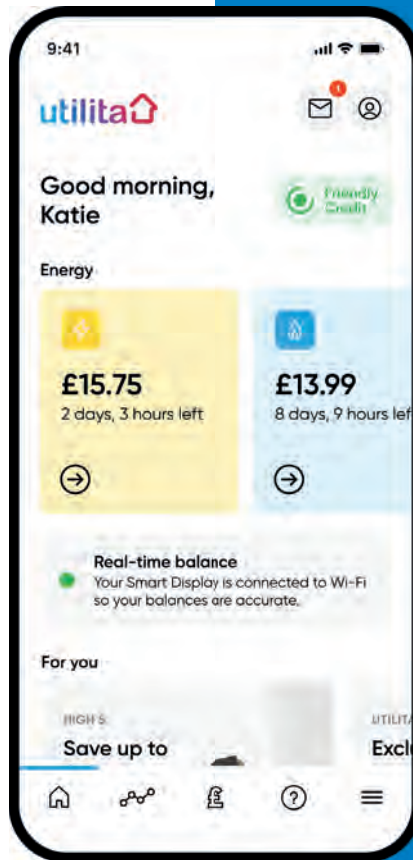 9:41
utilita
1
Good morning,
Katie
Friendly
Credit
Energy
£15.75
2 days, 3 hours left
£13.99
8 days, 9 hours lef
Real-time balance
Your Smart Display is connected to Wi-Fi
so your balances are accurate.
For you
HIGH S
Save up to
UTILITA
Excl